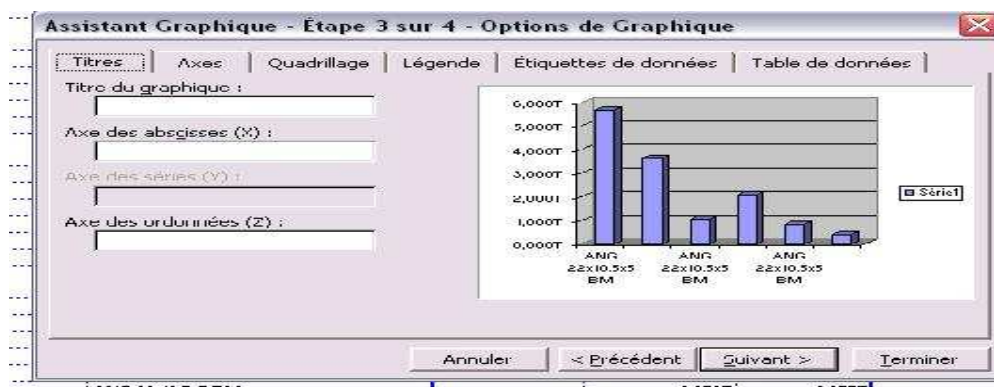 Assistant Graphique - Étape 3 sur 4 - Options de Graphique
Titres Axes Quadrillage Légende Étiquettes de données Table de données
Titre du graphique :
Axe des abscisses (X) :
Axe des séries (Y) :
Axe des ordonnées (Z) :
6,000T
5,000T
4,000T
3,000T
2,000T
1,000T
0,000T
ANG
22x10.5x5
BM
ANG
22x10.5x5
BM
ANG
22x10.5x5
BM
Série1
Annuler < Précédent Suivant > Terminer